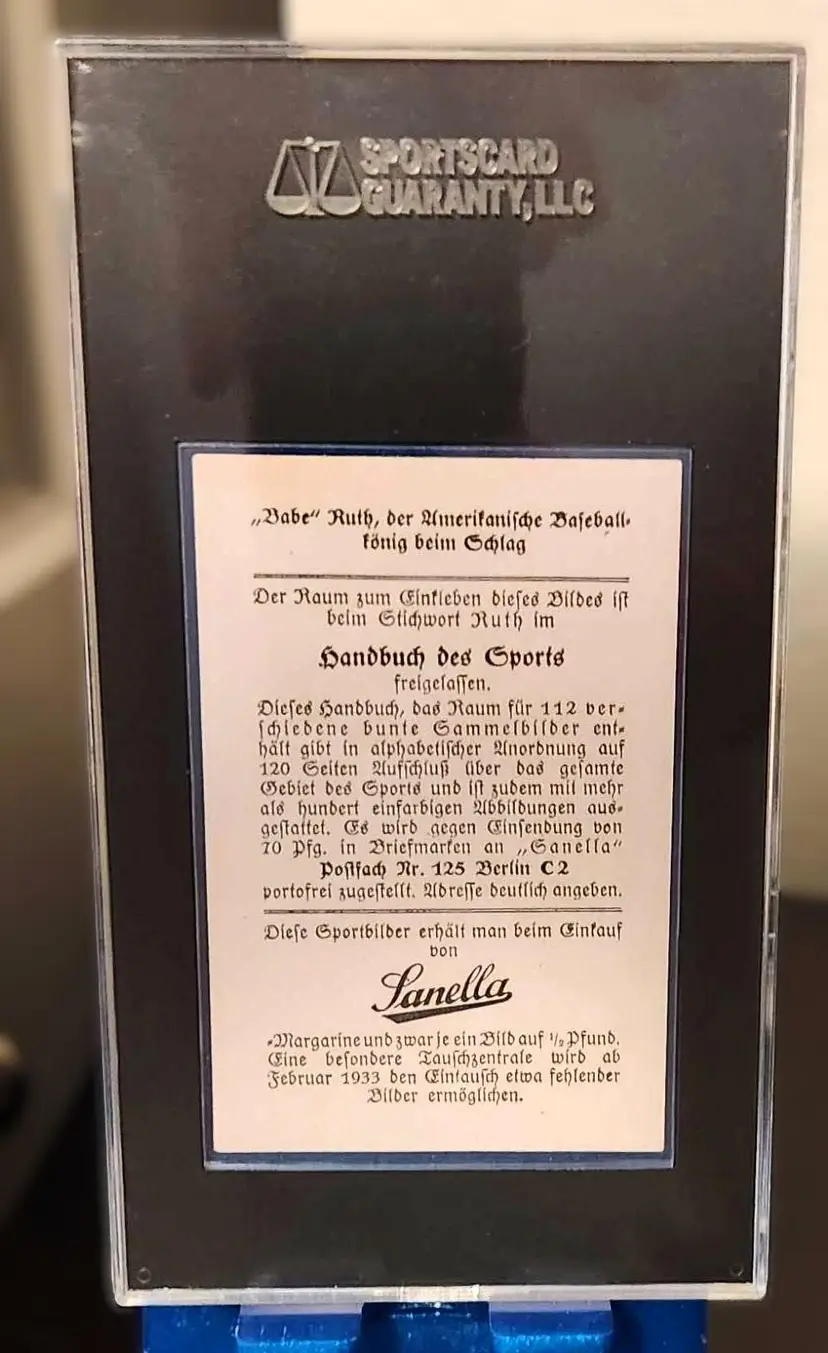 SPORTSCARD
GUARANTY, LLC
„Babe“ Ruth, der Amerikanische Baseball-
könig beim Schlag
Der Raum zum Einkleben dieses Bildes ist
beim Stichwort Ruth im
Handbuch des Sports
freigelassen.
Dieses Handbuch, das Raum für 112 ver-
schiedene bunte Sammelbilder ent-
hält gibt in alphabetischer Anordnung auf
120 Seiten Aufschluß über das gesamte
Gebiet des Sports und ist zudem mit mehr
als hundert einfarbigen Abbildungen aus-
gestattet. Es wird gegen Einsendung von
70 Pfg. in Briefmarken an „Sanella“
Postfach Nr. 125 Berlin C 2
portofrei zugestellt. Adresse deutlich angeben.
Diese Sportbilder erhält man beim Einkauf
von
Sanella
-Margarine und zwar je ein Bild auf ½ Pfund.
Eine besondere Tauschzentrale wird ab
Februar 1933 den Eintausch etwa fehlender
Bilder ermöglichen.